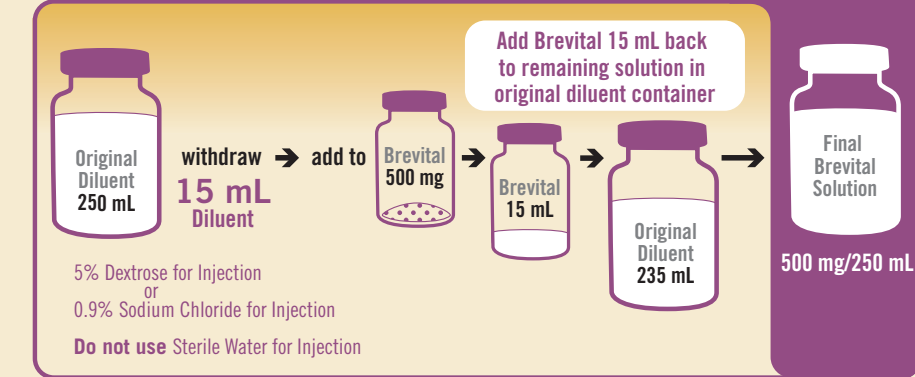 Add Brevital 15 mL back
to remaining solution in
original diluent container
Original
Diluent
250 mL
withdraw
15 mL
Diluent
add to
Brevital
500 mg
Brevital
15 mL
Original
Diluent
235 mL
Final
Brevital
Solution
500 mg/250 mL
5% Dextrose for Injection
or
0.9% Sodium Chloride for Injection
Do not use Sterile Water for Injection